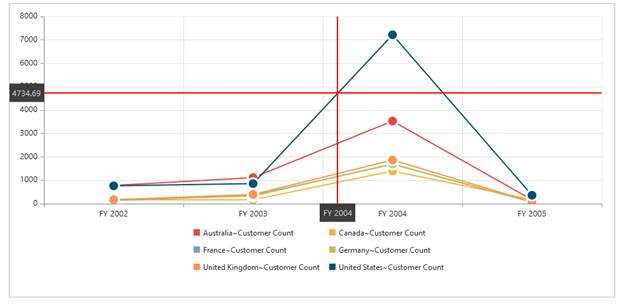 8000
7000
6000
4734.69
4000
3000
2000
1000
0
FY 2002
FY 2003
FY 2004
FY 2004
FY 2005
Australia~Customer Count
Canada~Customer Count
France~Customer Count
Germany~Customer Count
United Kingdom~Customer Count
United States~Customer Count